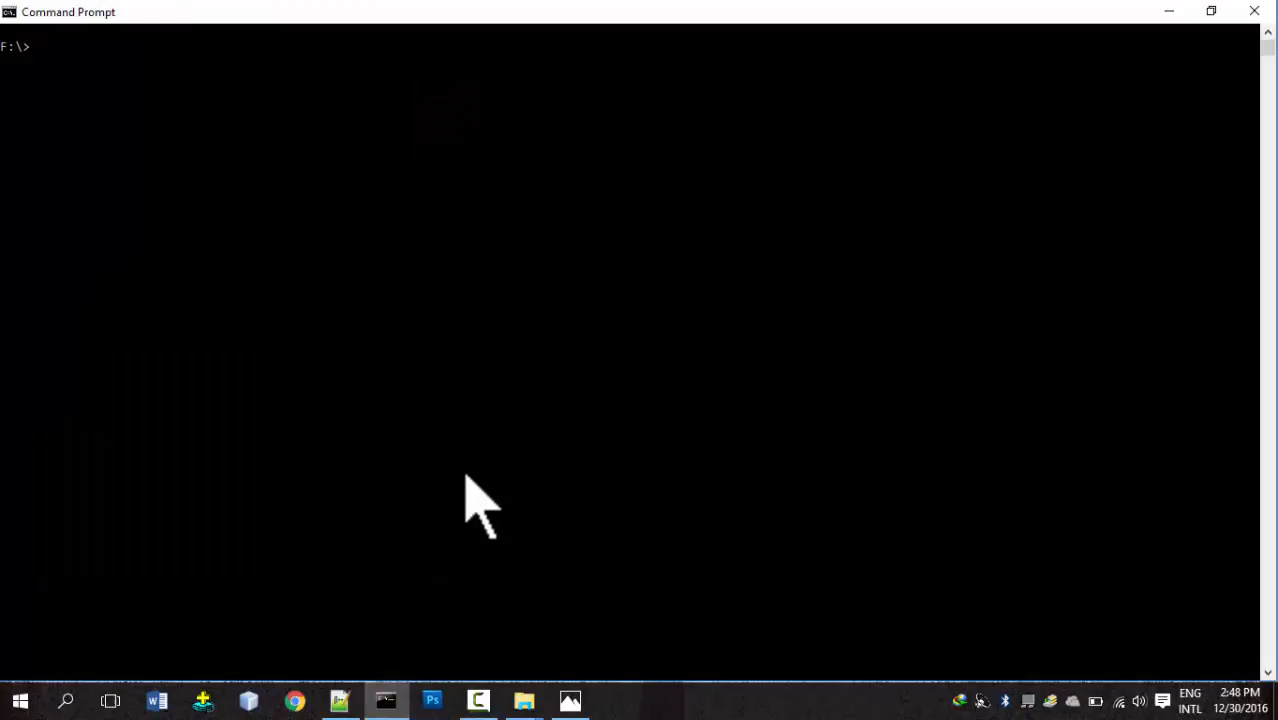 Command Prompt
F:\>
ENG
INTL
2:48 PM
12/30/2016